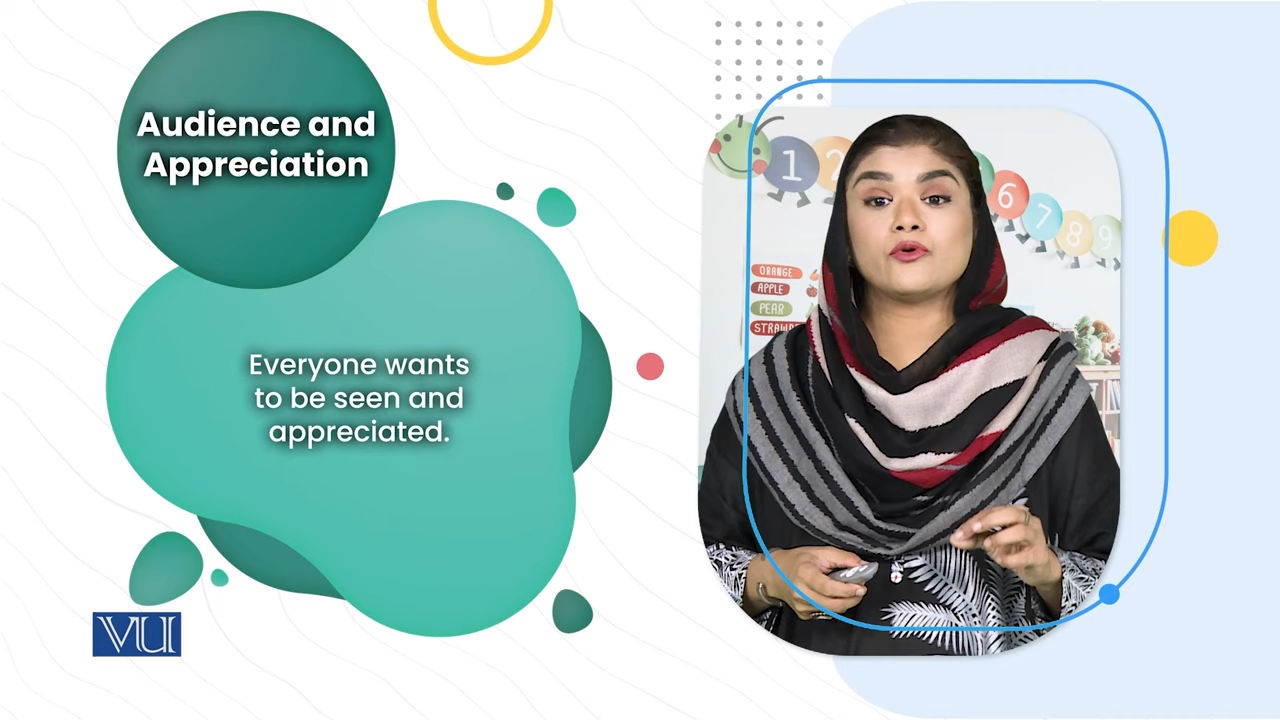 Audience and
Appreciation
Everyone wants
to be seen and
appreciated.
VU
1
2
6
7
8
9
ORANGE
APPLE
PEAR